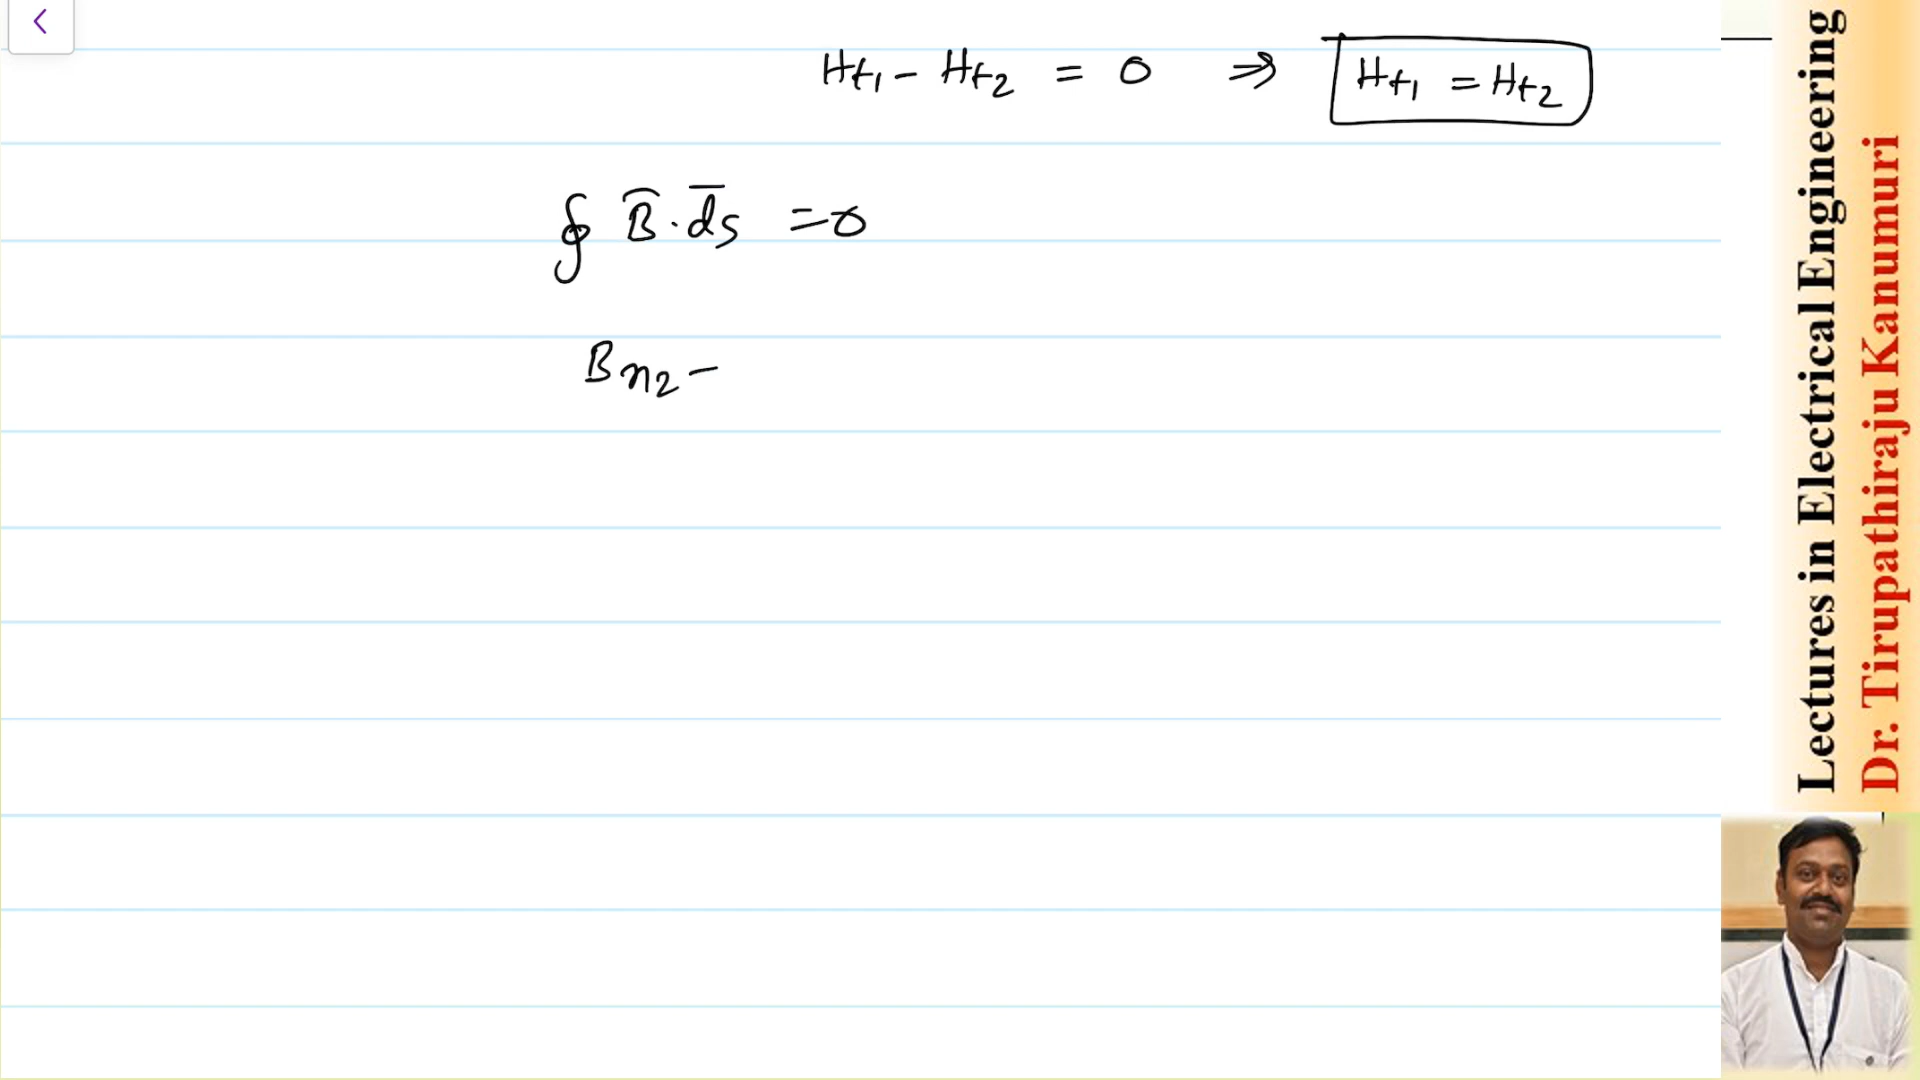 Ht1 - Ht2 = 0 ⇒ Ht1 = Ht2
∮ B̅ · d̅s = 0
Bn2 -
Lectures in Electrical Engineering
Dr. Tirupathiraju Kanumuri